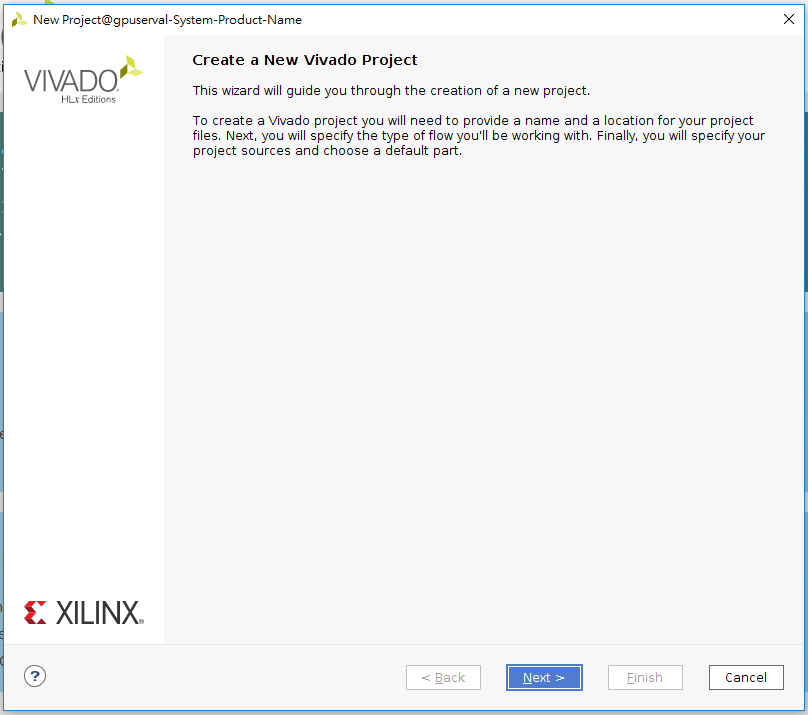 New Project@gpuserval-System-Product-Name
VIVADO
HLx Editions
Create a New Vivado Project
This wizard will guide you through the creation of a new project.
To create a Vivado project you will need to provide a name and a location for your project
files. Next, you will specify the type of flow you'll be working with. Finally, you will specify your
project sources and choose a default part.
XILINX
?
< Back
Next >
Finish
Cancel